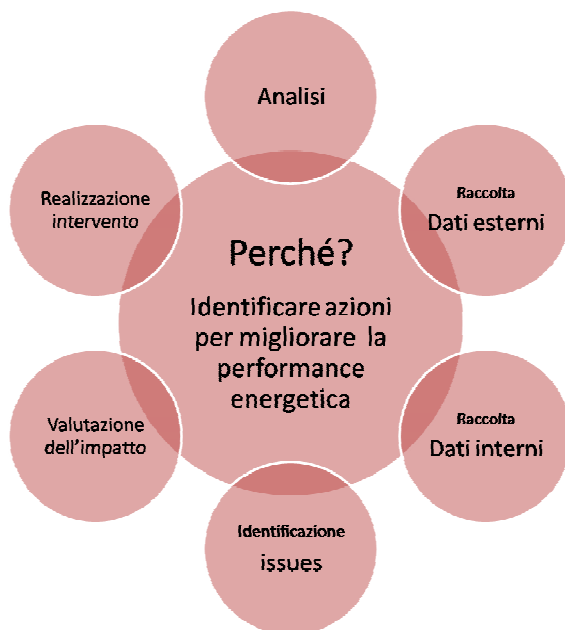 Analisi
Raccolta
Dati esterni
Raccolta
Dati interni
Identificazione
issues
Valutazione
dell'impatto
Realizzazione
intervento
Perché?
Identificare azioni
per migliorare la
performance
energetica